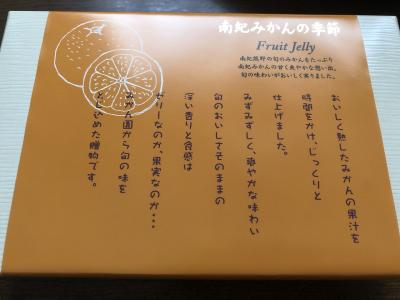 南紀みかんの季節
Fruit Jelly
南紀熊野の旬のみかんをたっぷり
南紀みかんの甘く爽やかな想い出。
旬の味わいがおいしく実りました。
おいしく熟したみかんの果汁を
時間をかけ、じっくりと
仕上げました。
みずみずしく、爽やかな味わい
旬のおいしさそのままの
深い香りと食感は
ゼリーなのか、果実なのか・・・
みかん園から旬の味を
とじ込めた贈物です。